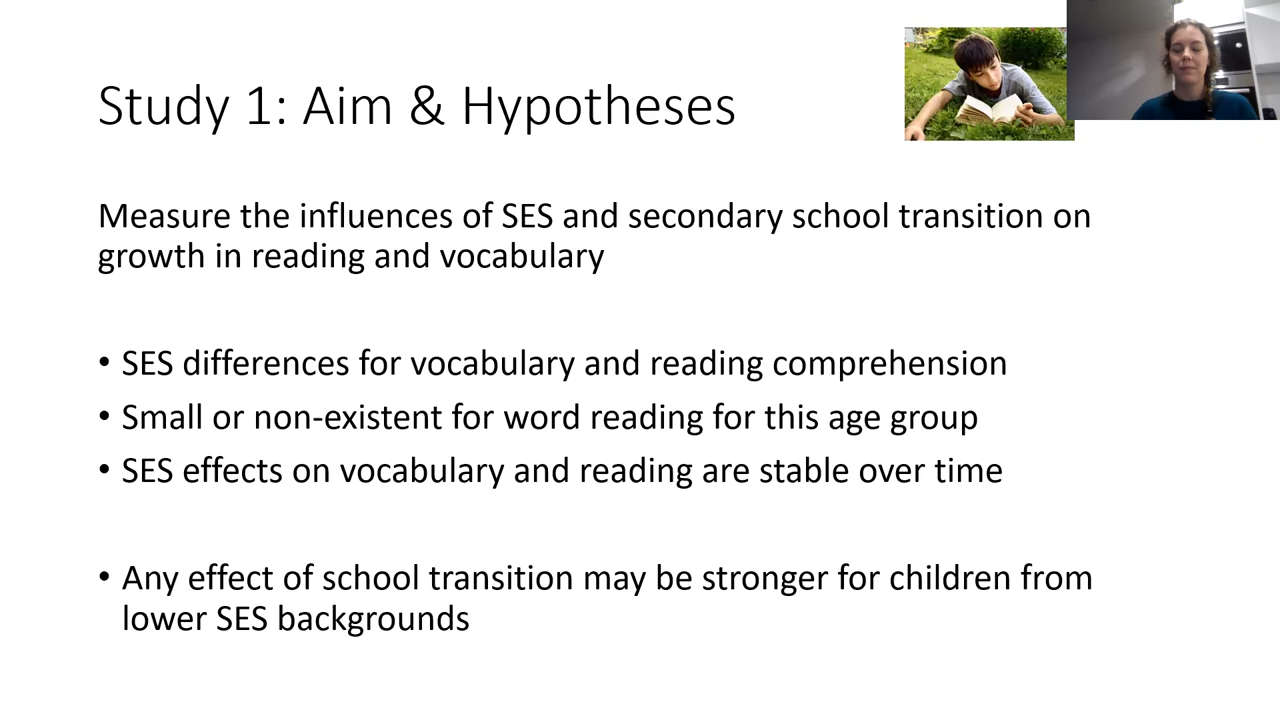 Study 1: Aim & Hypotheses
Measure the influences of SES and secondary school transition on
growth in reading and vocabulary
• SES differences for vocabulary and reading comprehension
• Small or non-existent for word reading for this age group
• SES effects on vocabulary and reading are stable over time
• Any effect of school transition may be stronger for children from
lower SES backgrounds